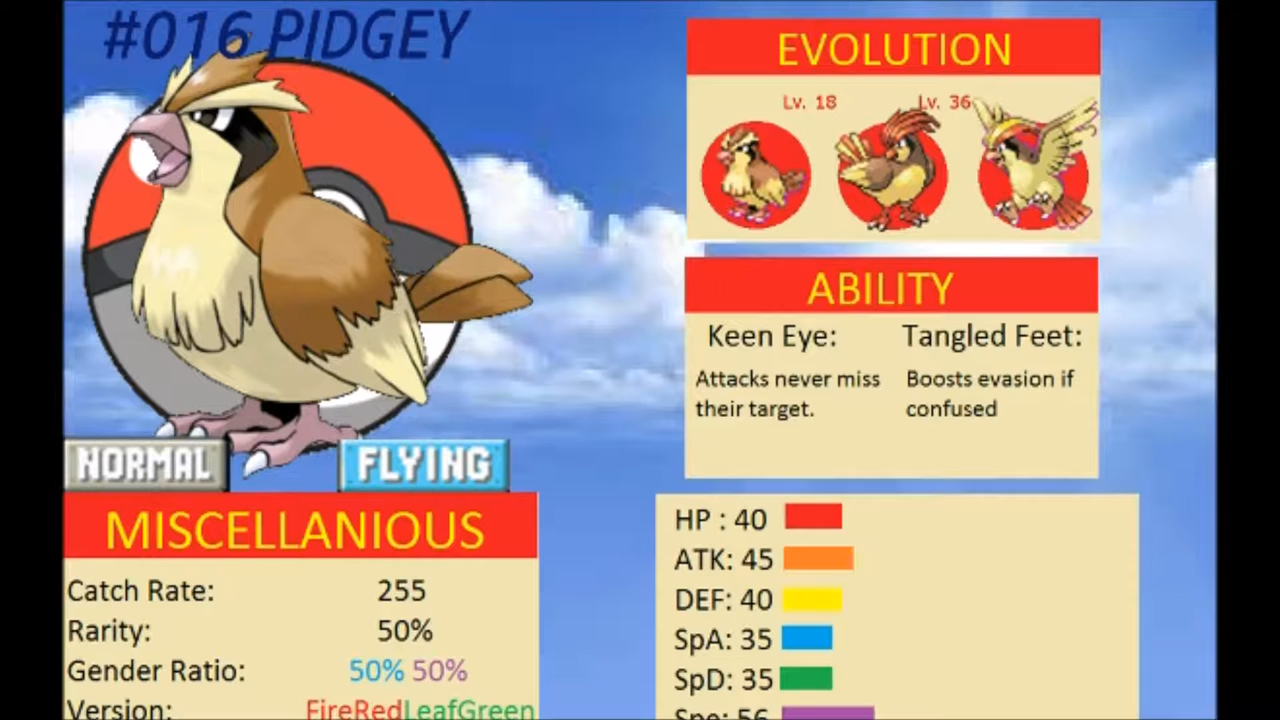 #016 PIDGEY
NORMAL
FLYING
MISCELLANIOUS
Catch Rate: 255
Rarity: 50%
Gender Ratio: 50% 50%
Version: FireRedLeafGreen
EVOLUTION
Lv. 18
Lv. 36
ABILITY
Keen Eye:
Attacks never miss
their target.
Tangled Feet:
Boosts evasion if
confused
HP : 40
ATK: 45
DEF: 40
SpA: 35
SpD: 35
Spe: 56